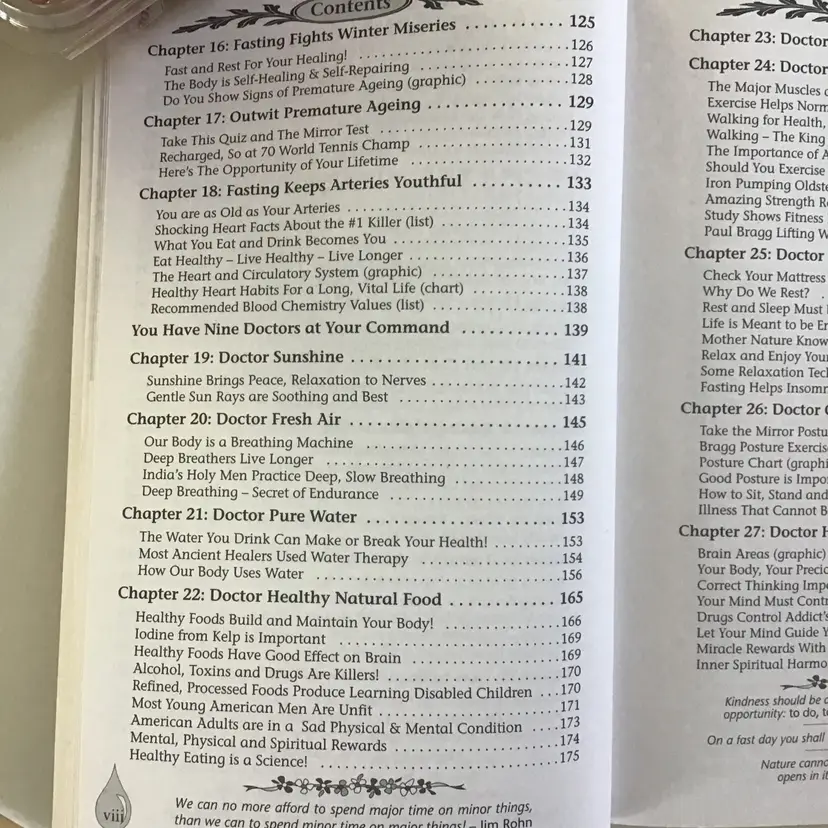 Contents
Chapter 16: Fasting Fights Winter Miseries . . . . . . . . . . . 125
Fast and Rest For Your Healing! . . . . . . . . . . . . . . . . . . . . . 126
The Body is Self-Healing & Self-Repairing . . . . . . . . . . . . . . 127
Do You Show Signs of Premature Ageing (graphic) . . . . . . . . . 128
Chapter 17: Outwit Premature Ageing . . . . . . . . . . . . . . 129
Take This Quiz and The Mirror Test . . . . . . . . . . . . . . . . . . 129
Recharged, So at 70 World Tennis Champ . . . . . . . . . . . . . . . 131
Here's The Opportunity of Your Lifetime . . . . . . . . . . . . . . . 132
Chapter 18: Fasting Keeps Arteries Youthful . . . . . . . . . . 133
You are as Old as Your Arteries . . . . . . . . . . . . . . . . . . . . . 134
Shocking Heart Facts About the #1 Killer (list) . . . . . . . . . . . 134
What You Eat and Drink Becomes You . . . . . . . . . . . . . . . . . 135
Eat Healthy – Live Healthy – Live Longer . . . . . . . . . . . . . . . 136
The Heart and Circulatory System (graphic) . . . . . . . . . . . . . 137
Healthy Heart Habits For a Long, Vital Life (chart) . . . . . . . . . 138
Recommended Blood Chemistry Values (list) . . . . . . . . . . . . . 138
You Have Nine Doctors at Your Command . . . . . . . . . . . 139
Chapter 19: Doctor Sunshine . . . . . . . . . . . . . . . . . . . . 141
Sunshine Brings Peace, Relaxation to Nerves . . . . . . . . . . . . . 142
Gentle Sun Rays are Soothing and Best . . . . . . . . . . . . . . . . 143
Chapter 20: Doctor Fresh Air . . . . . . . . . . . . . . . . . . . . 145
Our Body is a Breathing Machine . . . . . . . . . . . . . . . . . . . . 146
Deep Breathers Live Longer . . . . . . . . . . . . . . . . . . . . . . . 147
India's Holy Men Practice Deep, Slow Breathing . . . . . . . . . . . 148
Deep Breathing – Secret of Endurance . . . . . . . . . . . . . . . . . 149
Chapter 21: Doctor Pure Water . . . . . . . . . . . . . . . . . . 153
The Water You Drink Can Make or Break Your Health! . . . . . . . . 153
Most Ancient Healers Used Water Therapy . . . . . . . . . . . . . . 154
How Our Body Uses Water . . . . . . . . . . . . . . . . . . . . . . . . 156
Chapter 22: Doctor Healthy Natural Food . . . . . . . . . . . 165
Healthy Foods Build and Maintain Your Body! . . . . . . . . . . . . 166
Iodine from Kelp is Important . . . . . . . . . . . . . . . . . . . . . 169
Healthy Foods Have Good Effect on Brain . . . . . . . . . . . . . . 169
Alcohol, Toxins and Drugs Are Killers! . . . . . . . . . . . . . . . . 170
Refined, Processed Foods Produce Learning Disabled Children . . . 170
Most Young American Men Are Unfit . . . . . . . . . . . . . . . . . 171
American Adults are in a Sad Physical & Mental Condition . . . . 173
Mental, Physical and Spiritual Rewards . . . . . . . . . . . . . . . . 174
Healthy Eating is a Science! . . . . . . . . . . . . . . . . . . . . . . . 175
viii
We can no more afford to spend major time on minor things,
than we can to spend minor time on major things! – Jim Rohn
Chapter 23: Doctor
Chapter 24: Doctor
The Major Muscles
Exercise Helps
Walking for Health,
Walking – The King
The Importance of
Should You Exercise
Iron Pumping
Amazing Strength
Study Shows Fitness
Paul Bragg Lifting
Chapter 25: Doctor
Check Your Mattress
Why Do We Rest? .
Rest and Sleep Must
Life is Meant to be
Mother Nature
Relax and Enjoy
Some Relaxation
Fasting Helps
Chapter 26: Doctor
Take the Mirror
Bragg Posture
Posture Chart
Good Posture is
How to Sit, Stand and
Illness That Cannot
Chapter 27: Doctor
Brain Areas (graphic)
Your Body, Your
Correct Thinking
Your Mind Must
Drugs Control Addict's
Let Your Mind Guide
Miracle Rewards With
Inner Spiritual
Kindness should be
opportunity: to do,
On a fast day you shall
Nature
opens in